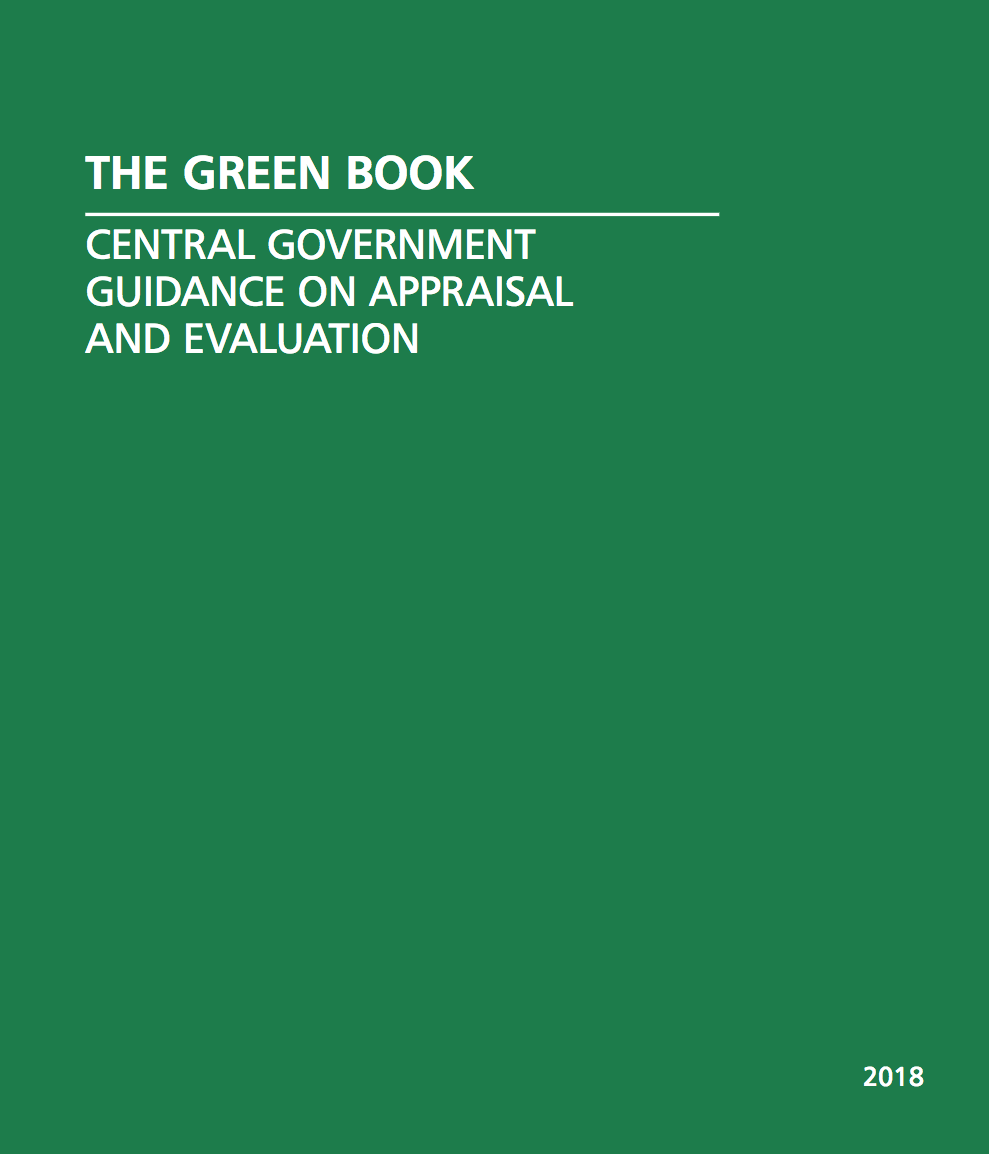 THE GREEN BOOK
CENTRAL GOVERNMENT
GUIDANCE ON APPRAISAL
AND EVALUATION
2018